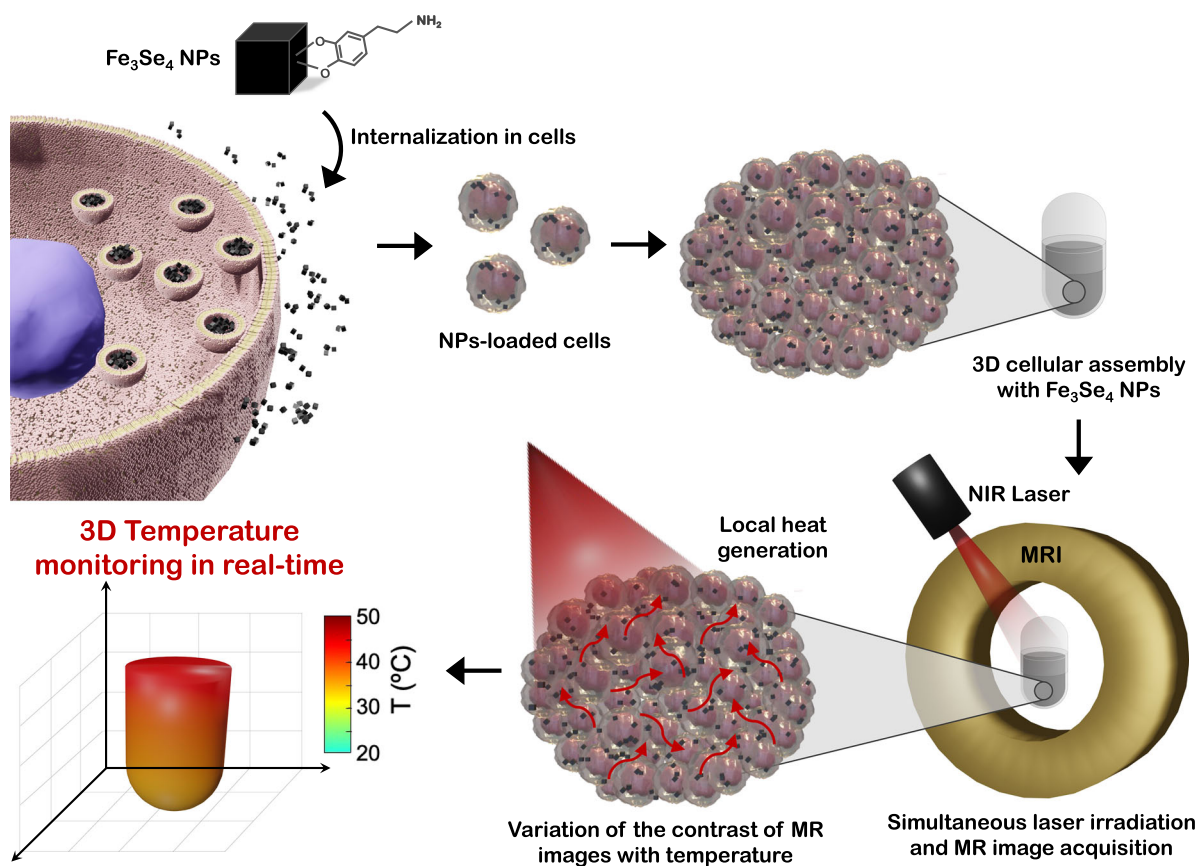 Fe₃Se₄ NPs
O
O
NH₂
Internalization in cells
NPs-loaded cells
3D cellular assembly
with Fe₃Se₄ NPs
NIR Laser
MRI
Simultaneous laser irradiation
and MR image acquisition
Local heat
generation
Variation of the contrast of MR
images with temperature
3D Temperature
monitoring in real-time
50
40
30
20
T (ºC)